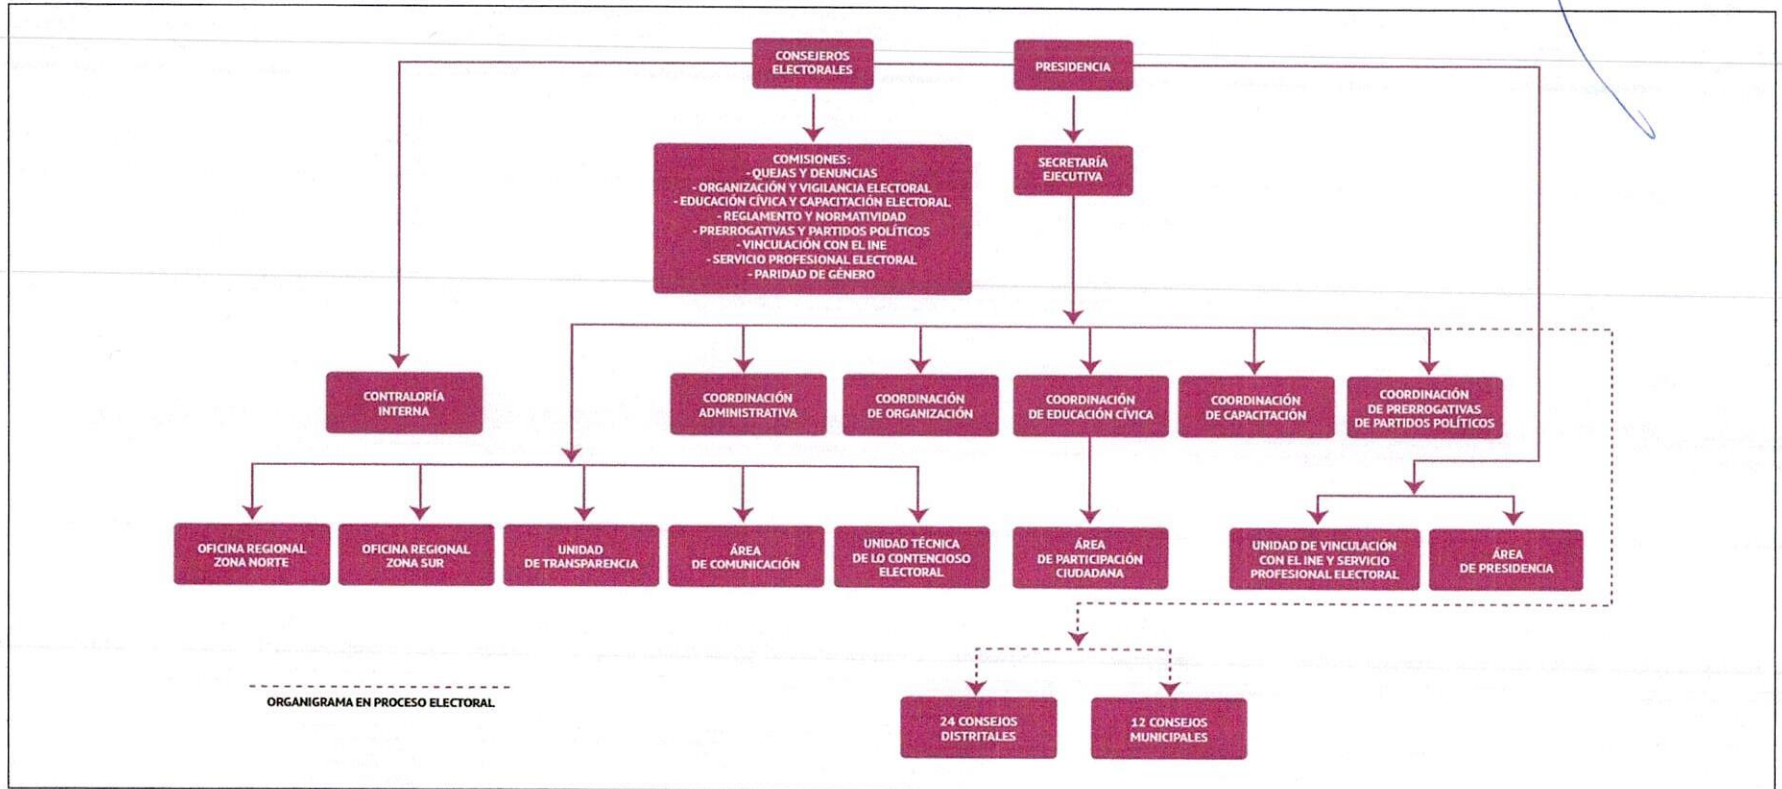 CONSEJEROS
ELECTORALES
PRESIDENCIA
COMISIONES:
- QUEJAS Y DENUNCIAS
- ORGANIZACIÓN Y VIGILANCIA ELECTORAL
- EDUCACIÓN CÍVICA Y CAPACITACIÓN ELECTORAL
- REGLAMENTO Y NORMATIVIDAD
- PRERROGATIVAS Y PARTIDOS POLÍTICOS
- VINCULACIÓN CON EL INE
- SERVICIO PROFESIONAL ELECTORAL
- PARIDAD DE GÉNERO
SECRETARÍA
EJECUTIVA
CONTRALORÍA
INTERNA
COORDINACIÓN
ADMINISTRATIVA
COORDINACIÓN
DE ORGANIZACIÓN
COORDINACIÓN
DE EDUCACIÓN CÍVICA
COORDINACIÓN
DE CAPACITACIÓN
COORDINACIÓN
DE PRERROGATIVAS
DE PARTIDOS POLÍTICOS
OFICINA REGIONAL
ZONA NORTE
OFICINA REGIONAL
ZONA SUR
UNIDAD
DE TRANSPARENCIA
ÁREA
DE COMUNICACIÓN
UNIDAD TÉCNICA
DE LO CONTENCIOSO
ELECTORAL
ÁREA
DE PARTICIPACIÓN
CIUDADANA
UNIDAD DE VINCULACIÓN
CON EL INE Y SERVICIO
PROFESIONAL ELECTORAL
ÁREA
DE PRESIDENCIA
ORGANIGRAMA EN PROCESO ELECTORAL
24 CONSEJOS
DISTRITALES
12 CONSEJOS
MUNICIPALES